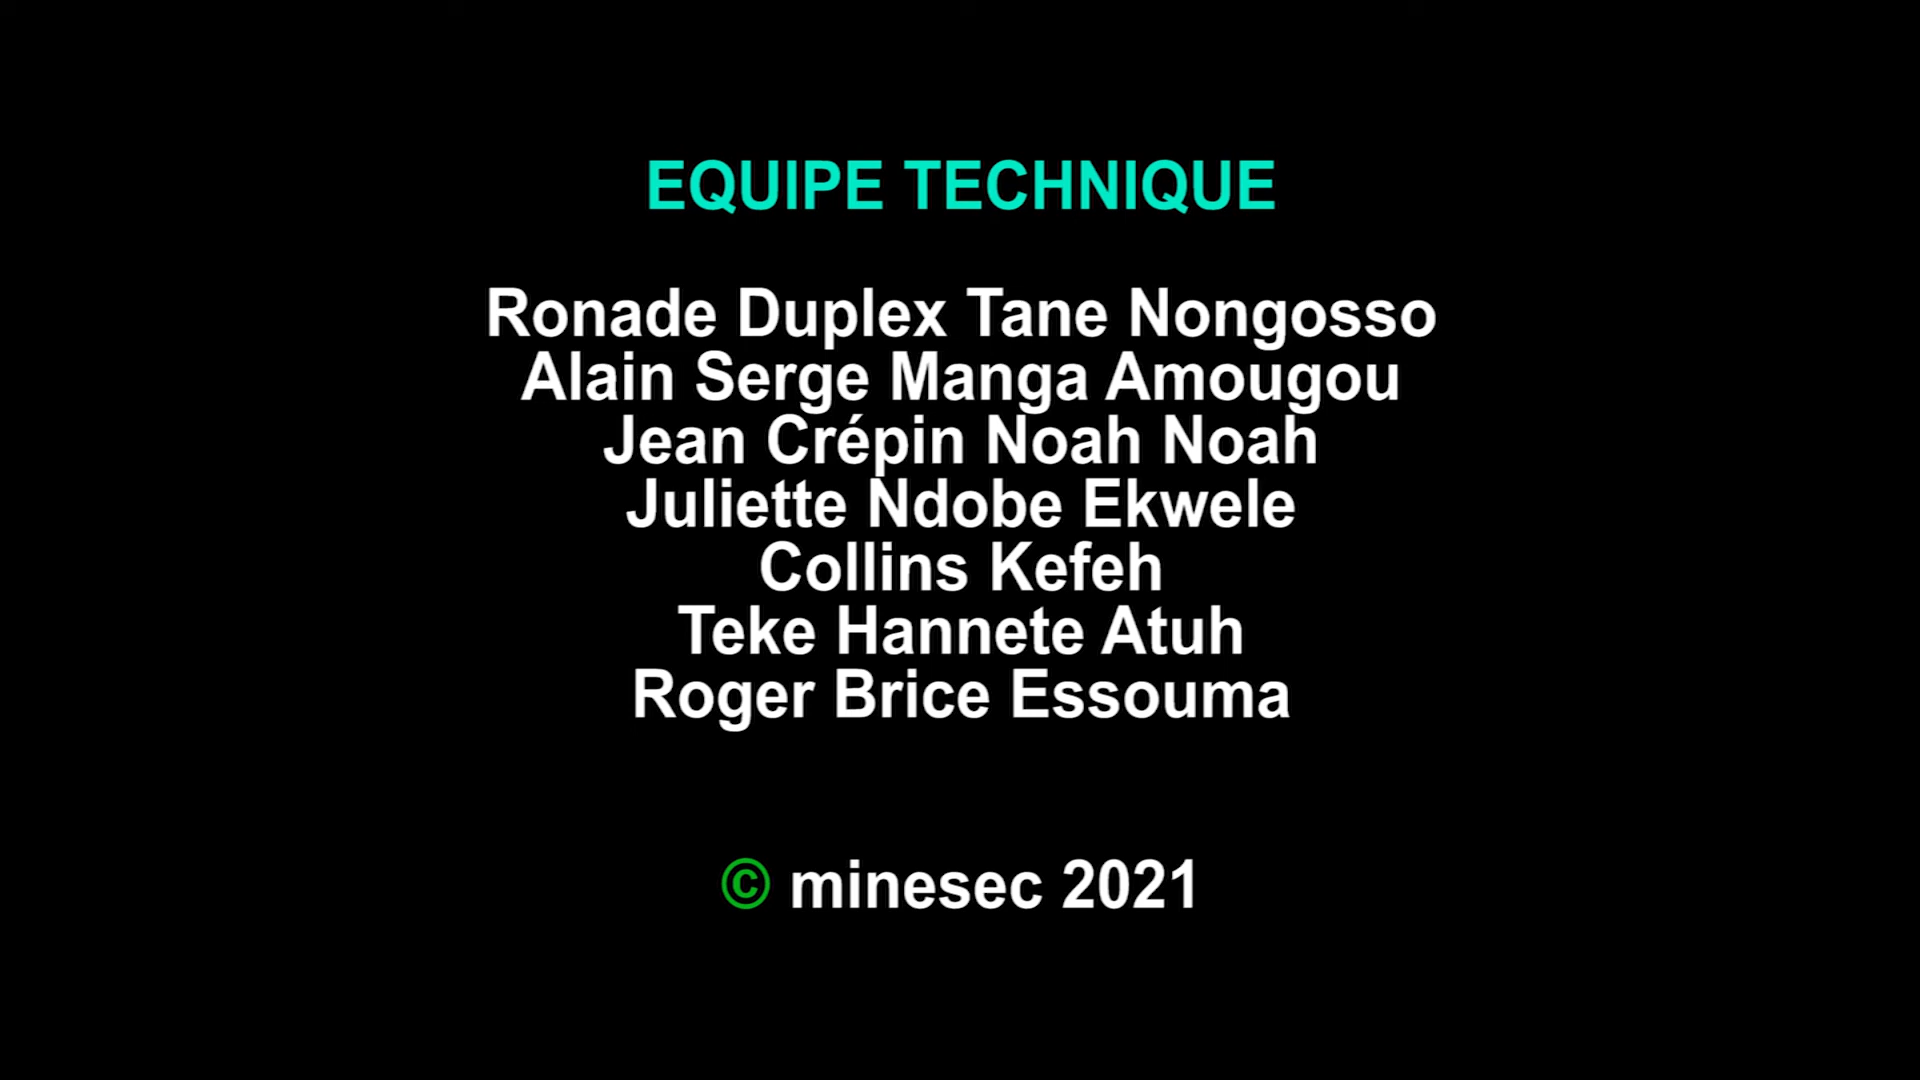 EQUIPE TECHNIQUE
Ronade Duplex Tane Nongosso
Alain Serge Manga Amougou
Jean Crépin Noah Noah
Juliette Ndobe Ekwele
Collins Kefeh
Teke Hannete Atuh
Roger Brice Essouma
© minesec 2021